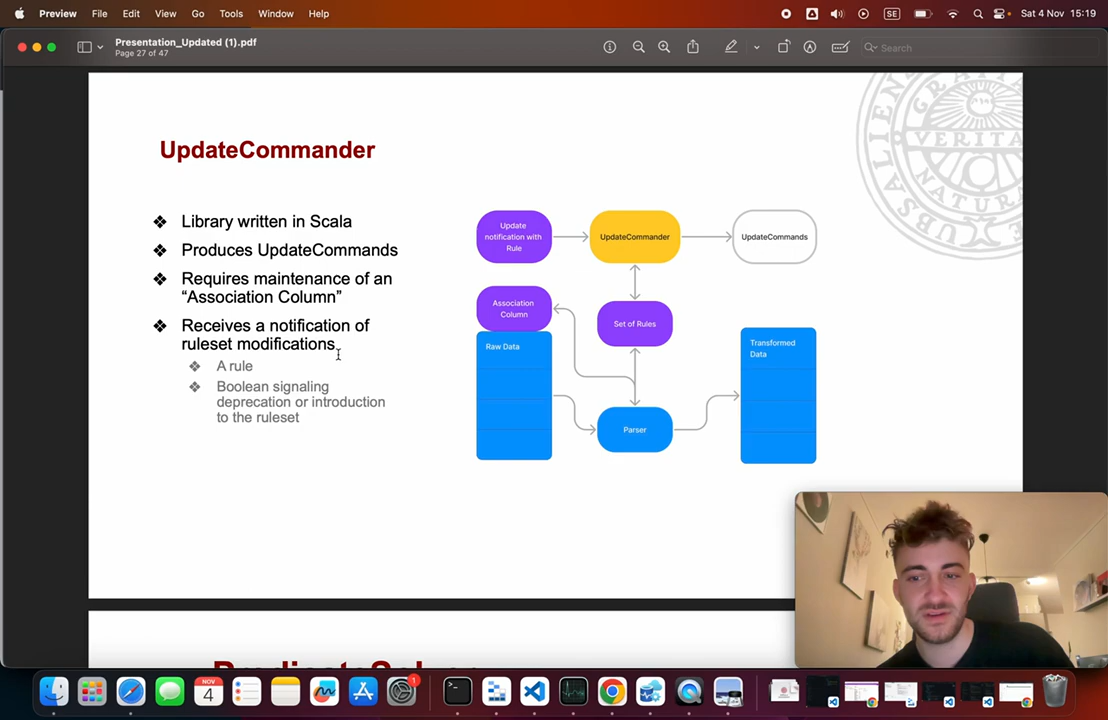 Preview File Edit View Go Tools Window Help
SE
Sat 4 Nov 15:19
Presentation_Updated (1).pdf
Page 27 of 47
Search
UpdateCommander
❖ Library written in Scala
❖ Produces UpdateCommands
❖ Requires maintenance of an
“Association Column”
❖ Receives a notification of
ruleset modifications
❖ A rule
❖ Boolean signaling
deprecation or introduction
to the ruleset
Update
notification with
Rule
UpdateCommander
UpdateCommands
Association
Column
Set of Rules
Raw Data
Transformed
Data
Parser
VERITA
NATURA
NOV
4
1